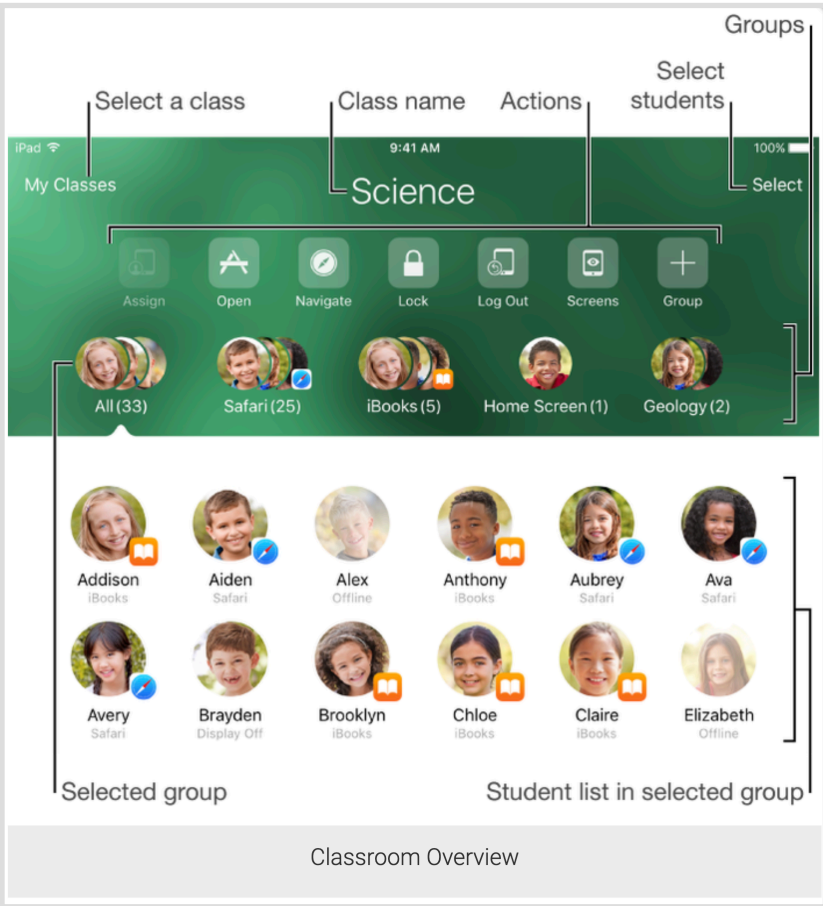 Groups
Select
students
Select a class
Class name
Actions
iPad
9:41 AM
100%
My Classes
Science
Select
Assign
Open
Navigate
Lock
Log Out
Screens
Group
All (33)
Safari (25)
iBooks (5)
Home Screen (1)
Geology (2)
Addison
Aiden
Alex
Anthony
Aubrey
Ava
iBooks
Safari
Offline
iBooks
Safari
Safari
Avery
Brayden
Brooklyn
Chloe
Claire
Elizabeth
Safari
Display Off
iBooks
iBooks
iBooks
Offline
Selected group
Student list in selected group
Classroom Overview